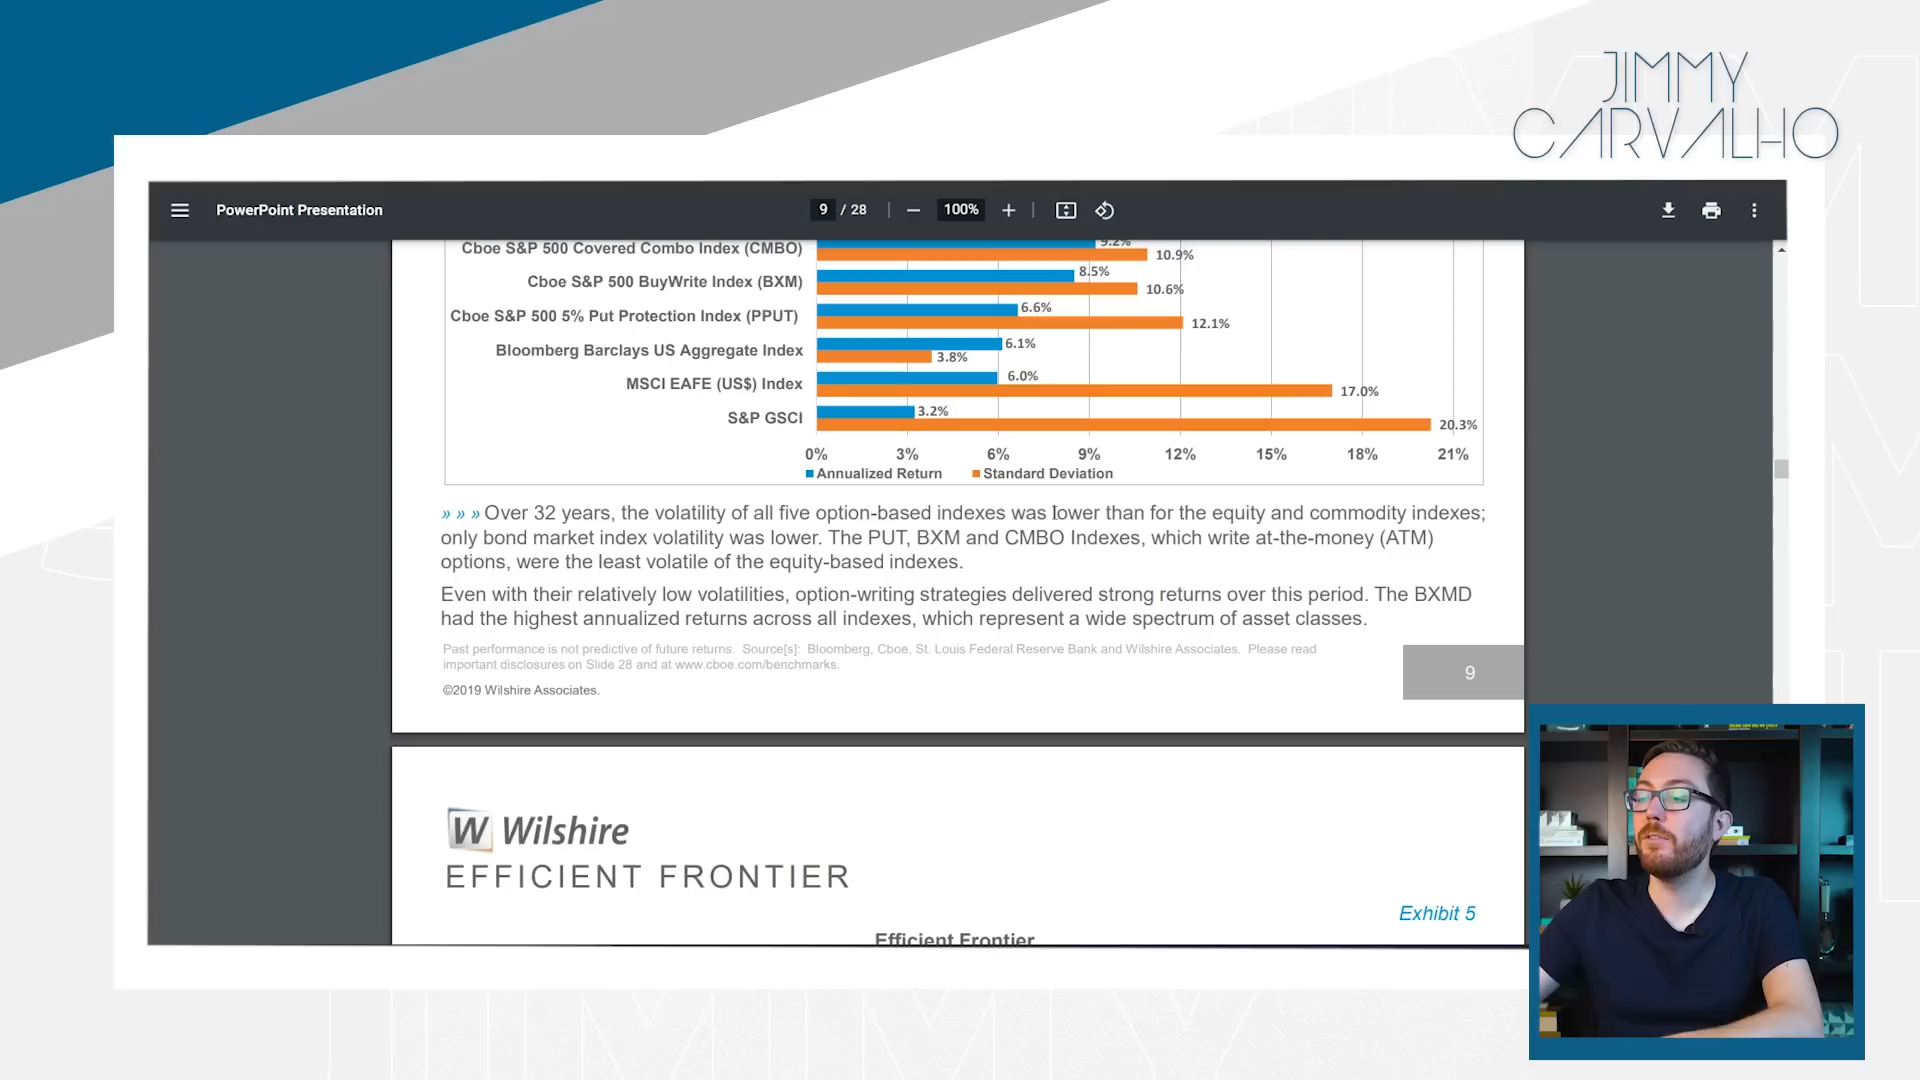 JIMMY
CARVALHO
PowerPoint Presentation
9 / 28
100%
Cboe S&P 500 Covered Combo Index (CMBO)
9.2%
10.9%
Cboe S&P 500 BuyWrite Index (BXM)
8.5%
10.6%
Cboe S&P 500 5% Put Protection Index (PPUT)
6.6%
12.1%
Bloomberg Barclays US Aggregate Index
6.1%
3.8%
MSCI EAFE (US$) Index
6.0%
17.0%
S&P GSCI
3.2%
20.3%
0% 3% 6% 9% 12% 15% 18% 21%
Annualized Return Standard Deviation
» » » Over 32 years, the volatility of all five option-based indexes was lower than for the equity and commodity indexes;
only bond market index volatility was lower. The PUT, BXM and CMBO Indexes, which write at-the-money (ATM)
options, were the least volatile of the equity-based indexes.
Even with their relatively low volatilities, option-writing strategies delivered strong returns over this period. The BXMD
had the highest annualized returns across all indexes, which represent a wide spectrum of asset classes.
Past performance is not predictive of future returns. Source[s]: Bloomberg, Cboe, St. Louis Federal Reserve Bank and Wilshire Associates. Please read
important disclosures on Slide 28 and at www.cboe.com/benchmarks.
©2019 Wilshire Associates.
9
W Wilshire
EFFICIENT FRONTIER
Exhibit 5
Efficient Frontier